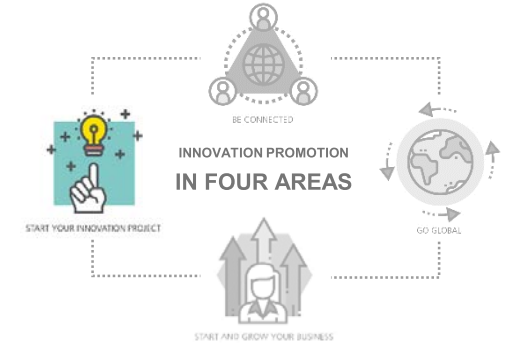 BE CONNECTED
INNOVATION PROMOTION
IN FOUR AREAS
START YOUR INNOVATION PROJECT
GO GLOBAL
START AND GROW YOUR BUSINESS